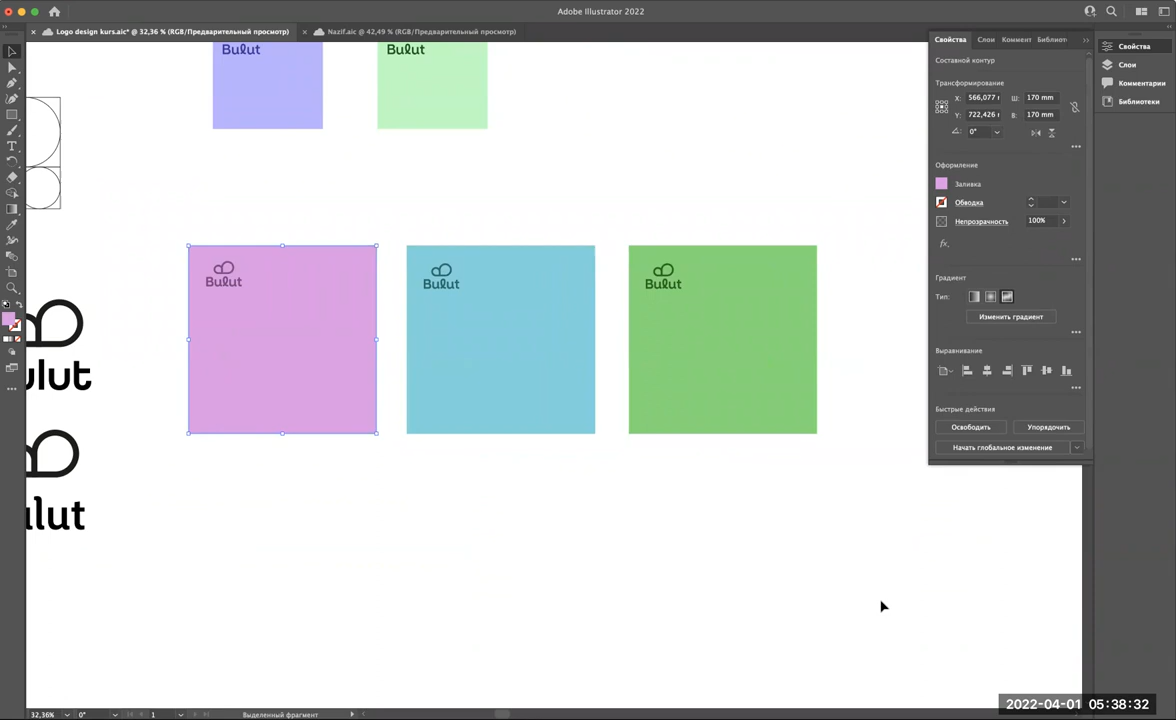 Adobe Illustrator 2022
Logo design kurs.aic* @ 32,36 % (RGB/Предварительный просмотр)
Nazif.aic @ 42,49 % (RGB/Предварительный просмотр)
Свойства
Слои
Коммент
Библиот
Свойства
Слои
Комментарии
Библиотеки
Составной контур
Трансформирование
X:
566,077
Ш:
170 mm
Y:
722,426
В:
170 mm
0°
Оформление
Заливка
Обводка
Непрозрачность
100%
fx.
Градиент
Тип:
Изменить градиент
Выравнивание
Быстрые действия
Освободить
Упорядочить
Начать глобальное изменение
Bulut
Bulut
Bulut
Bulut
Bulut
ulut
ulut
32,36%
0°
1
Выделенный фрагмент
2022-04-01 05:38:32